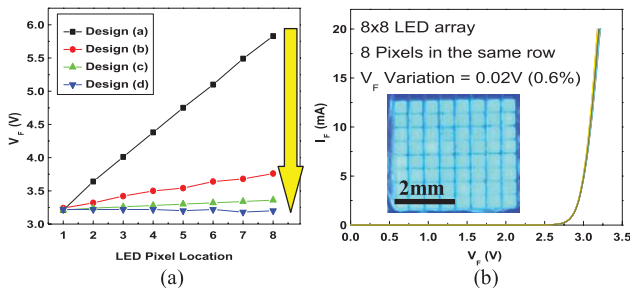 (a)
6.0
5.5
5.0
4.5
4.0
3.5
3.0
V_F (V)
Design (a)
Design (b)
Design (c)
Design (d)
1 2 3 4 5 6 7 8
LED Pixel Location
(a)
(b)
20
15
10
5
0
I_F (mA)
8x8 LED array
8 Pixels in the same row
V_F Variation = 0.02V (0.6%)
2mm
0.0 0.5 1.0 1.5 2.0 2.5 3.0 3.5
V_F (V)
(b)